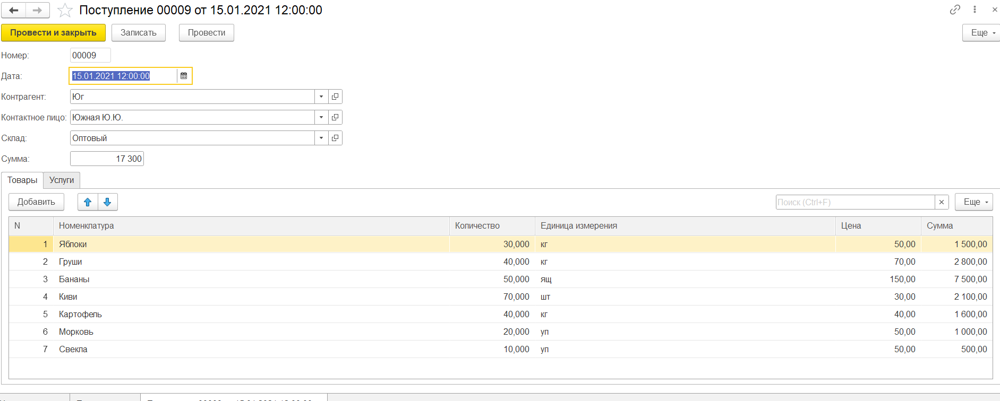 Поступление 00009 от 15.01.2021 12:00:00
Провести и закрыть Записать Провести Еще
Номер: 00009
Дата: 15.01.2021 12:00:00
Контрагент: Юг
Контактное лицо: Южная Ю.Ю.
Склад: Оптовый
Сумма: 17 300
Товары Услуги
Добавить Поиск (Ctrl+F) × Еще
N Номенклатура Количество Единица измерения Цена Сумма
1 Яблоки 30,000 кг 50,00 1 500,00
2 Груши 40,000 кг 70,00 2 800,00
3 Бананы 50,000 ящ 150,00 7 500,00
4 Киви 70,000 шт 30,00 2 100,00
5 Картофель 40,000 кг 40,00 1 600,00
6 Морковь 20,000 уп 50,00 1 000,00
7 Свекла 10,000 уп 50,00 500,00